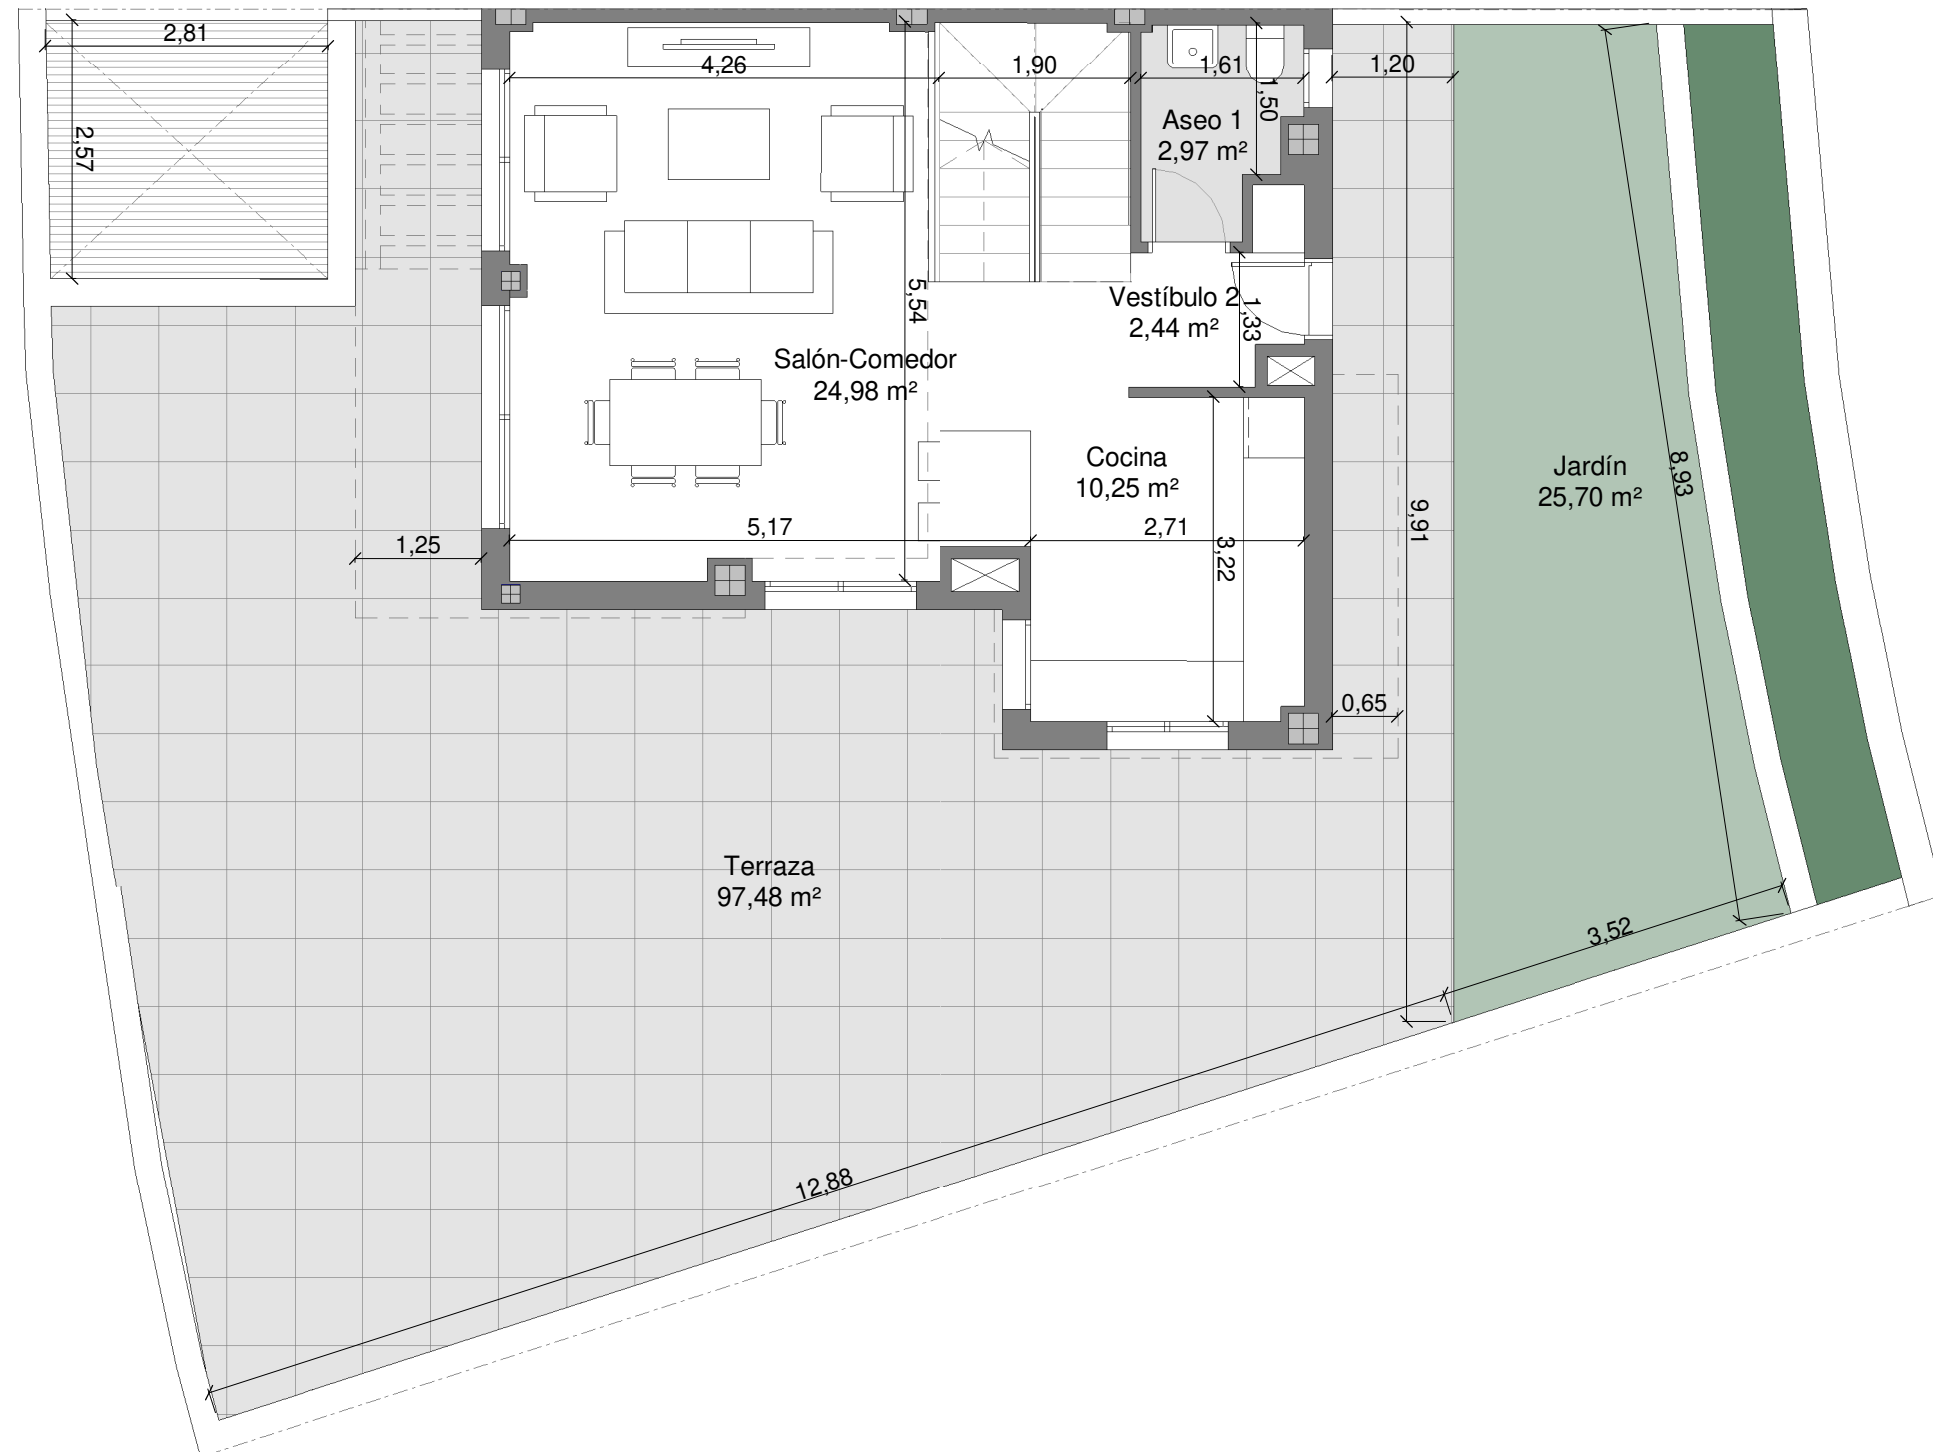 2,81
4,26
1,90
1,61
1,20
1,50
2,57
Aseo 1
2,97 m²
5,54
Vestíbulo 2
2,44 m²
1,33
Salón-Comedor
24,98 m²
Cocina
10,25 m²
Jardín
25,70 m²
8,93
9,91
5,17
2,71
1,25
3,22
0,65
Terraza
97,48 m²
3,52
12,88